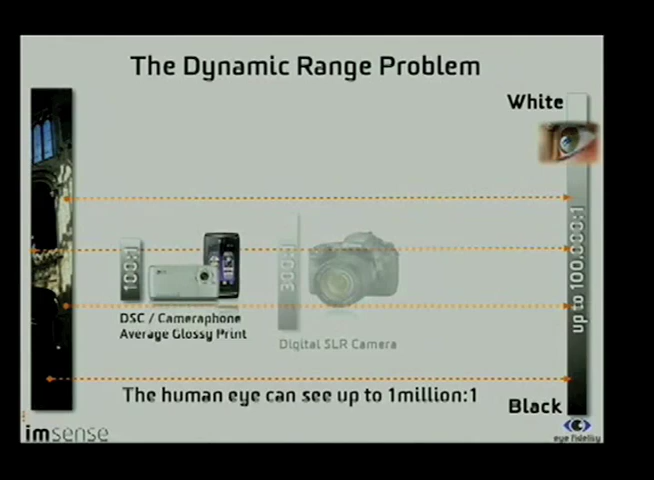 The Dynamic Range Problem
White
100:1
300:1
up to 100.000:1
DSC / Cameraphone
Average Glossy Print
Digital SLR Camera
The human eye can see up to 1million:1
Black
imsense
eye fidelity